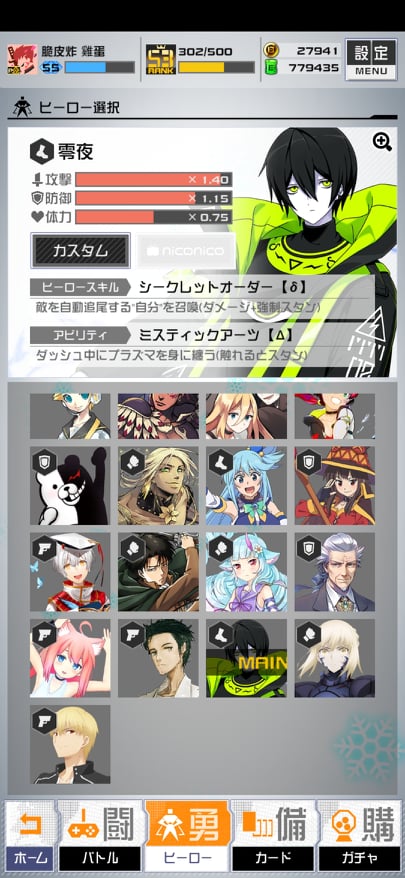 脆皮炸 雞蛋
55
53
RANK
302/500
G 27941
E 779435
設定
MENU
ヒーロー選択
零夜
攻撃 × 1.40
防御 × 1.15
体力 × 0.75
カスタム
niconico
ヒーロースキル シークレットオーダー【δ】
敵を自動追尾する"自分"を召喚(ダメージ+強制スタン)
アビリティ ミスティックアーツ【Δ】
ダッシュ中にプラズマを身に纏う(触れるとスタン)
MAIN
闘
勇
備
購
ホーム
バトル
ヒーロー
カード
ガチャ